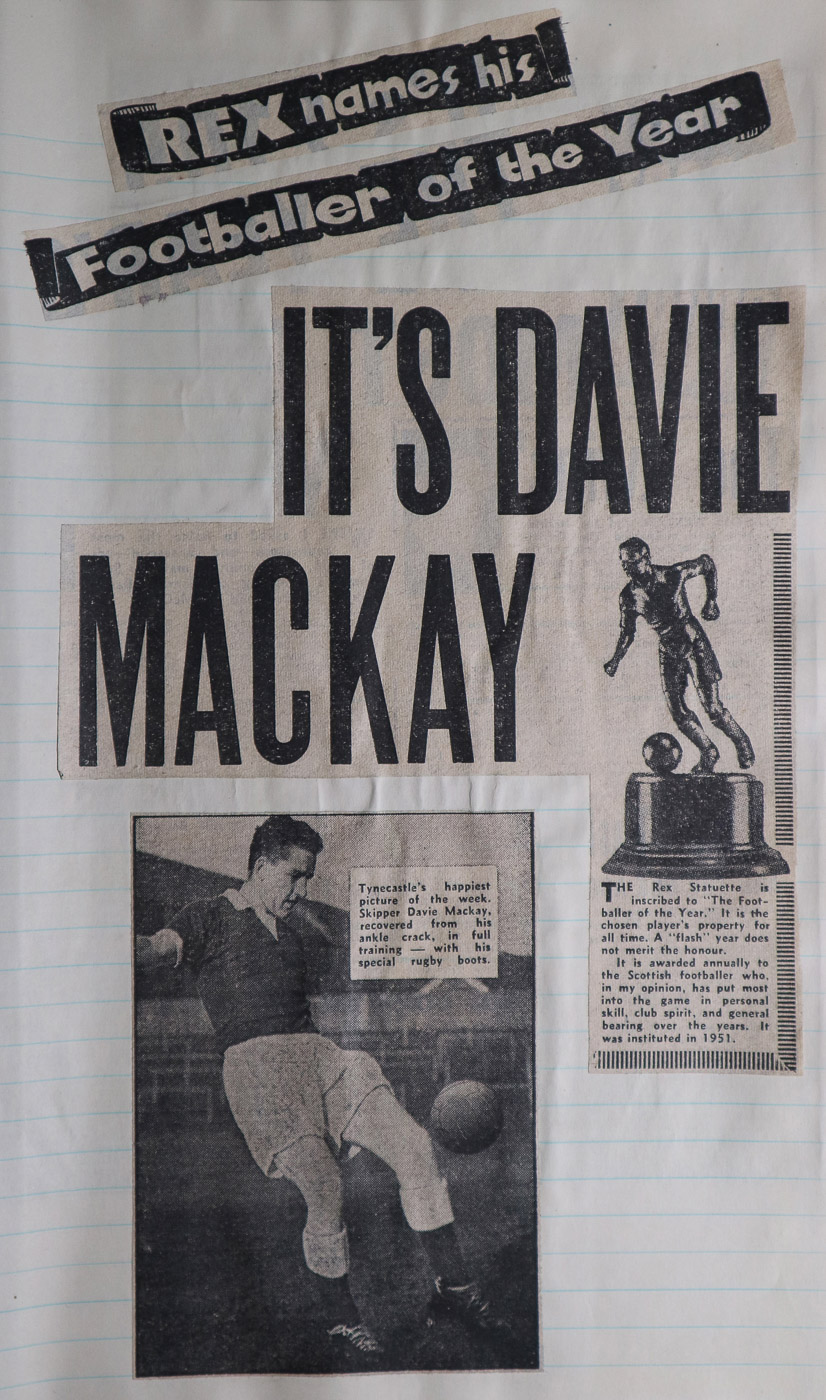 REX names his
Footballer of the Year
IT'S DAVIE
MACKAY
Tynecastle's happiest
picture of the week.
Skipper Davie Mackay,
recovered from his
ankle crack, in full
training — with his
special rugby boots.
THE Rex Statuette is
inscribed to "The Foot-
baller of the Year." It is the
chosen player's property for
all time. A "flash" year does
not merit the honour.
It is awarded annually to
the Scottish footballer who,
in my opinion, has put most
into the game in personal
skill, club spirit, and general
bearing over the years. It
was instituted in 1951.